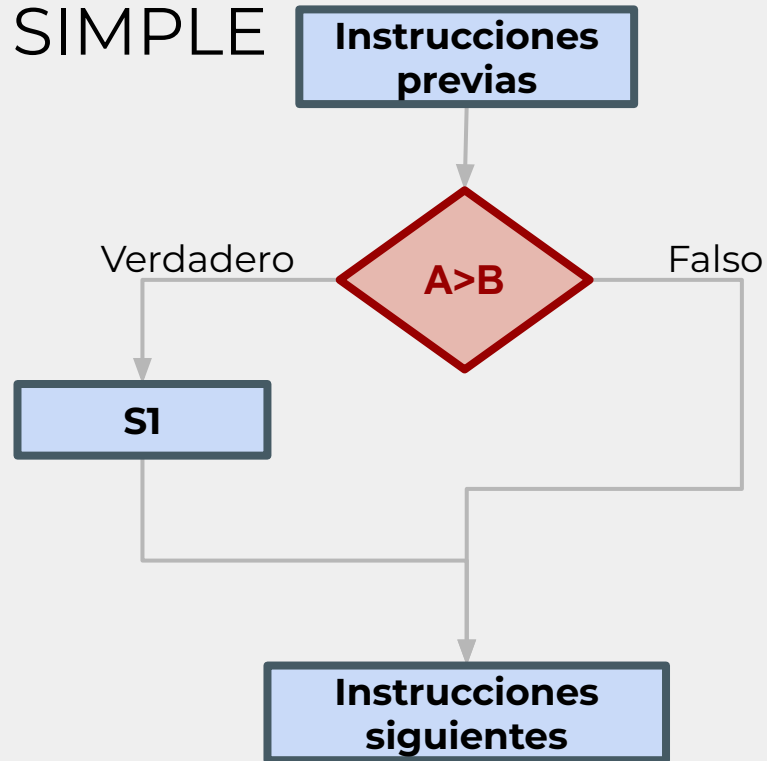 SIMPLE
Instrucciones
previas
A>B
Verdadero
Falso
S1
Instrucciones
siguientes